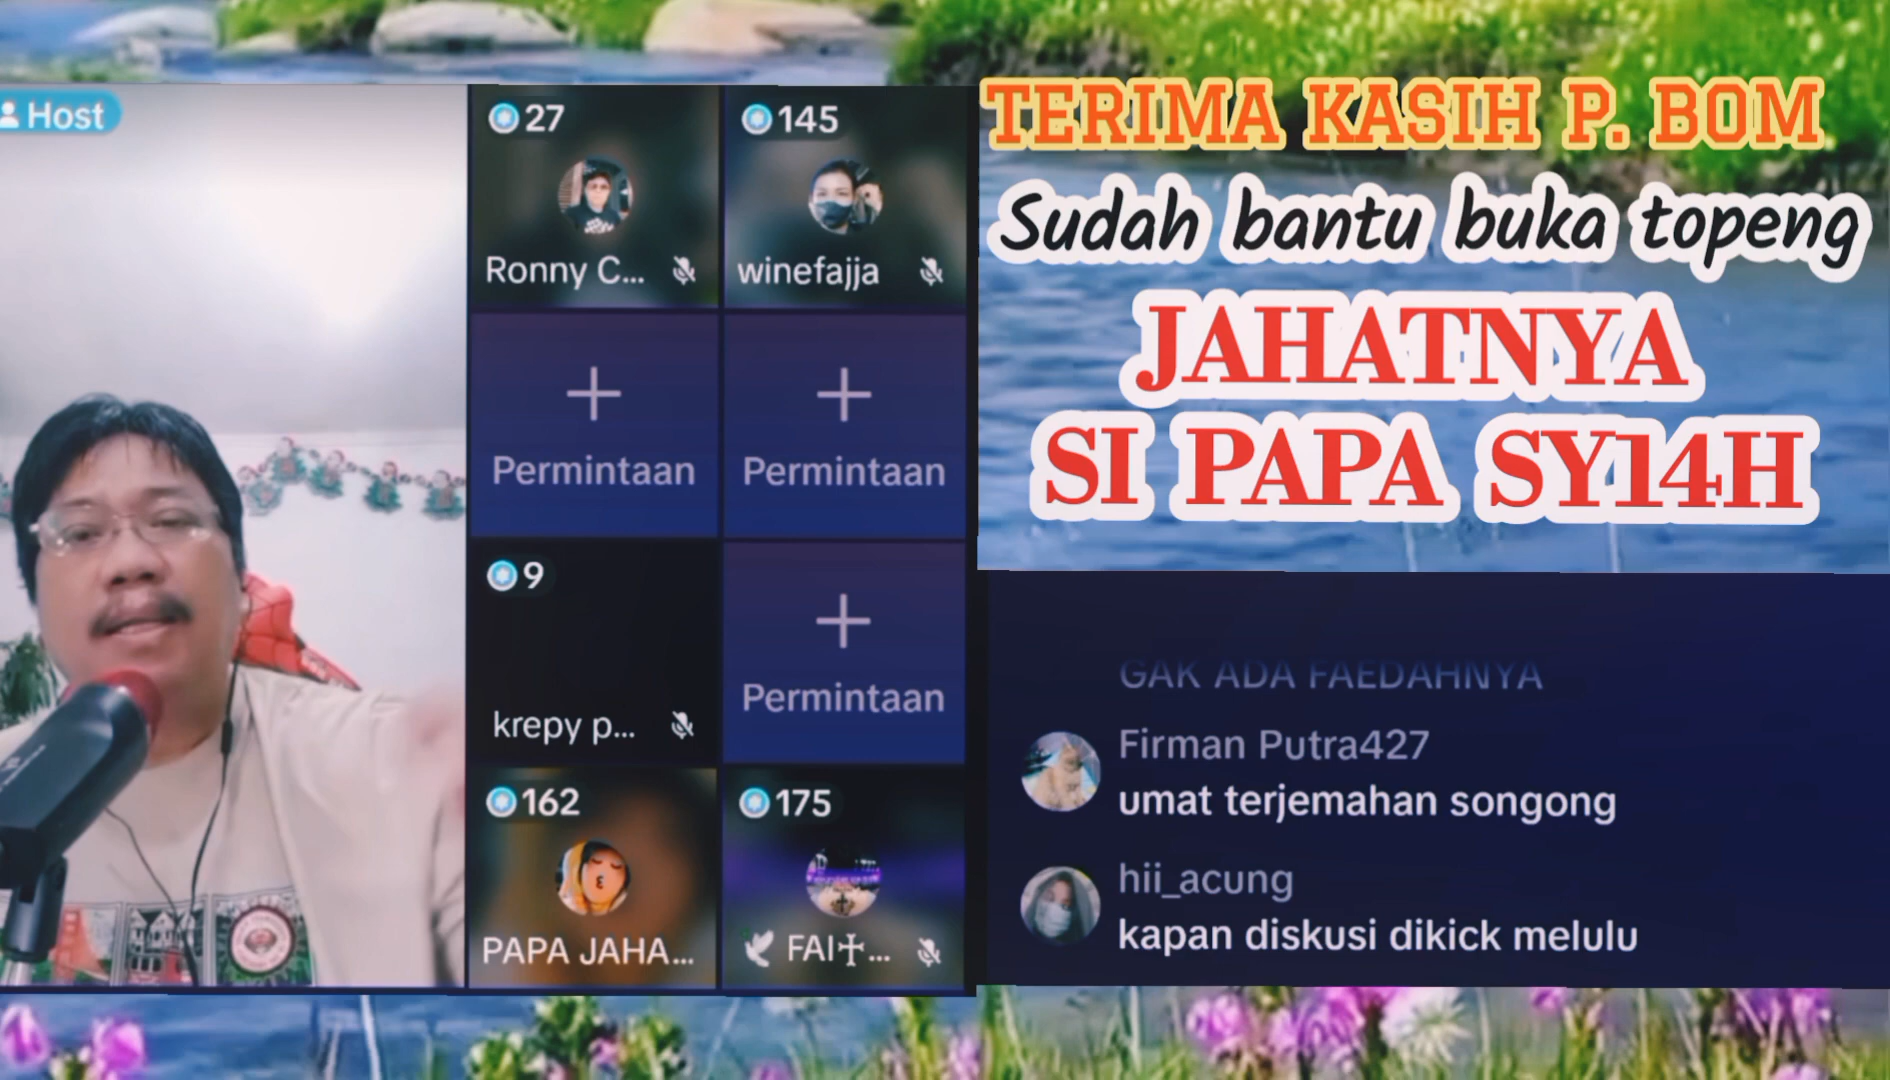 Host
27
Ronny C...
145
winefajja
Permintaan
Permintaan
9
krepy p...
Permintaan
162
PAPA JAHA...
175
FAI✝...
TERIMA KASIH P. BOM
Sudah bantu buka topeng
JAHATNYA
SI PAPA SY14H
GAK ADA FAEDAHNYA
Firman Putra427
umat terjemahan songong
hii_acung
kapan diskusi dikick melulu